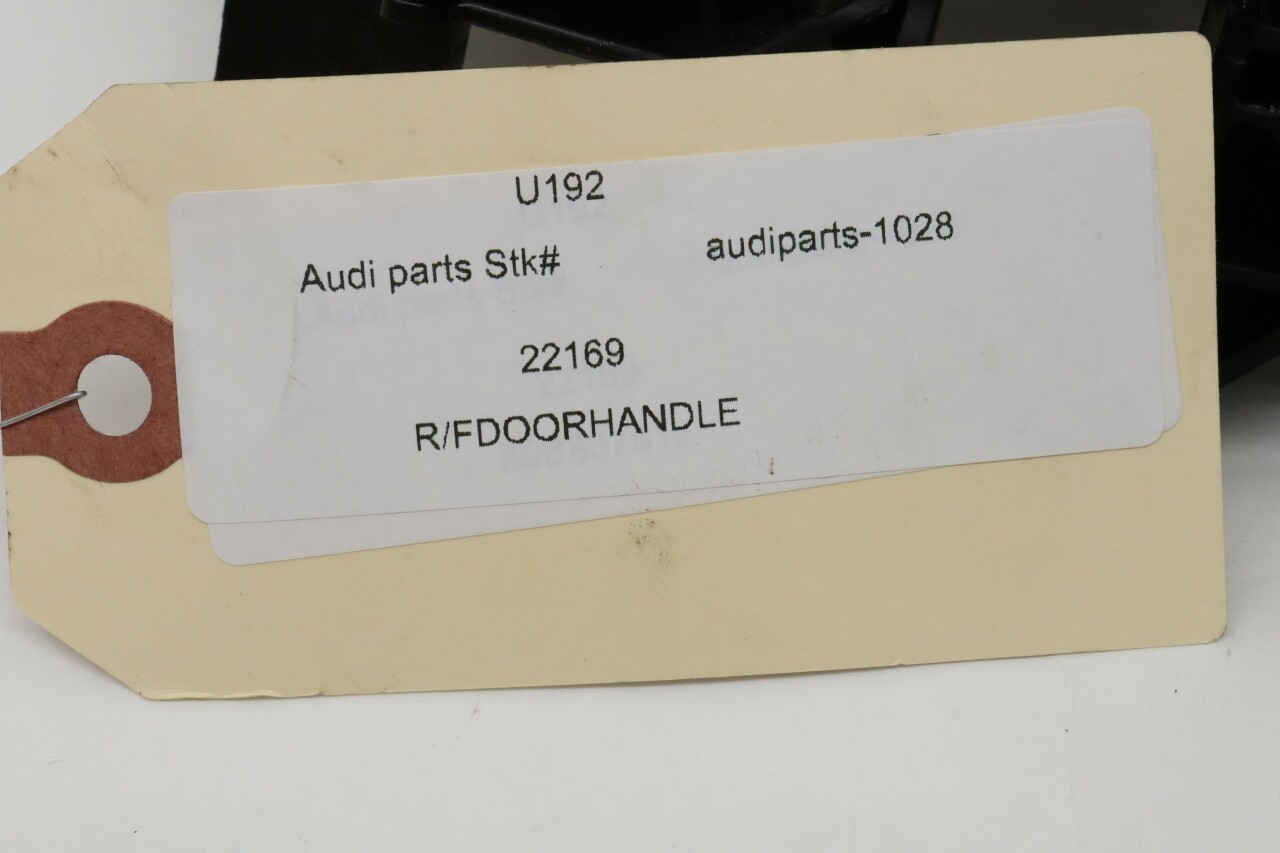 U192
Audi parts Stk# audiparts-1028
22169
R/FDOORHANDLE